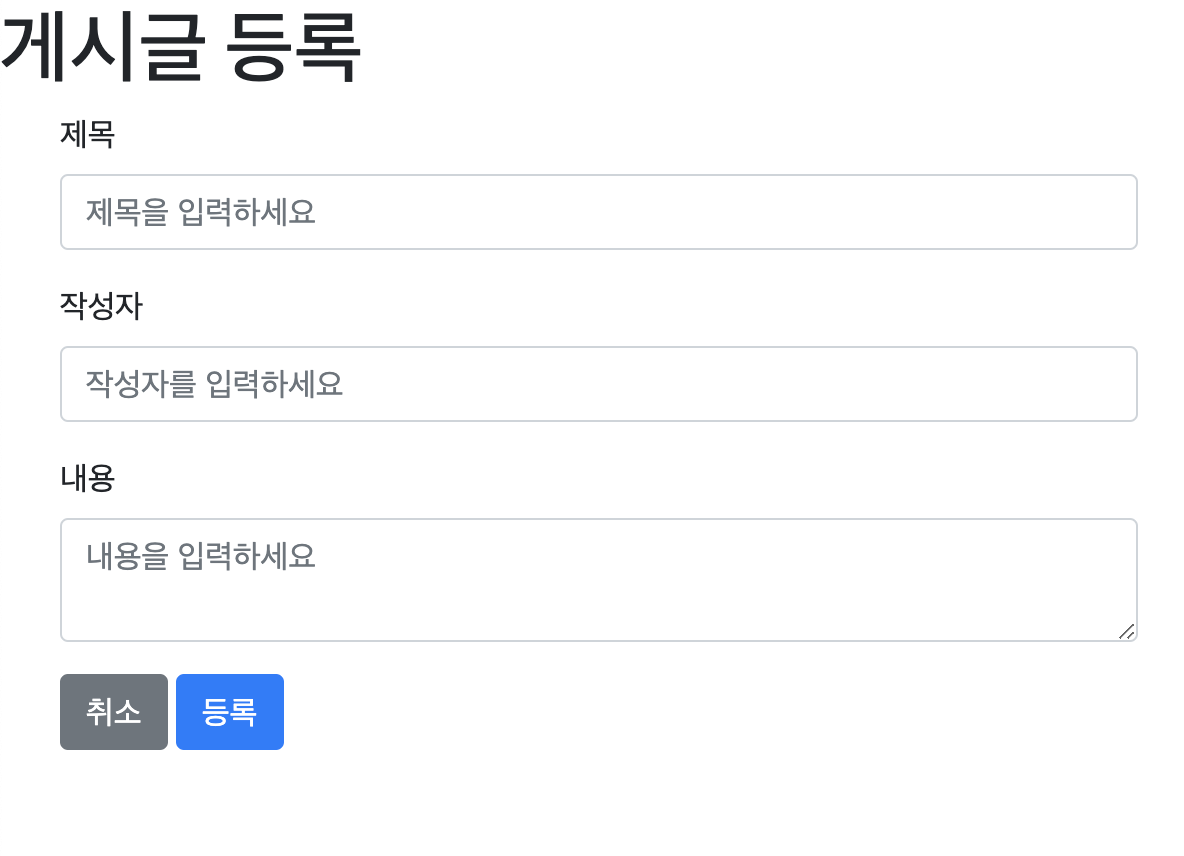 게시글 등록
제목
제목을 입력하세요
작성자
작성자를 입력하세요
내용
내용을 입력하세요
취소 등록